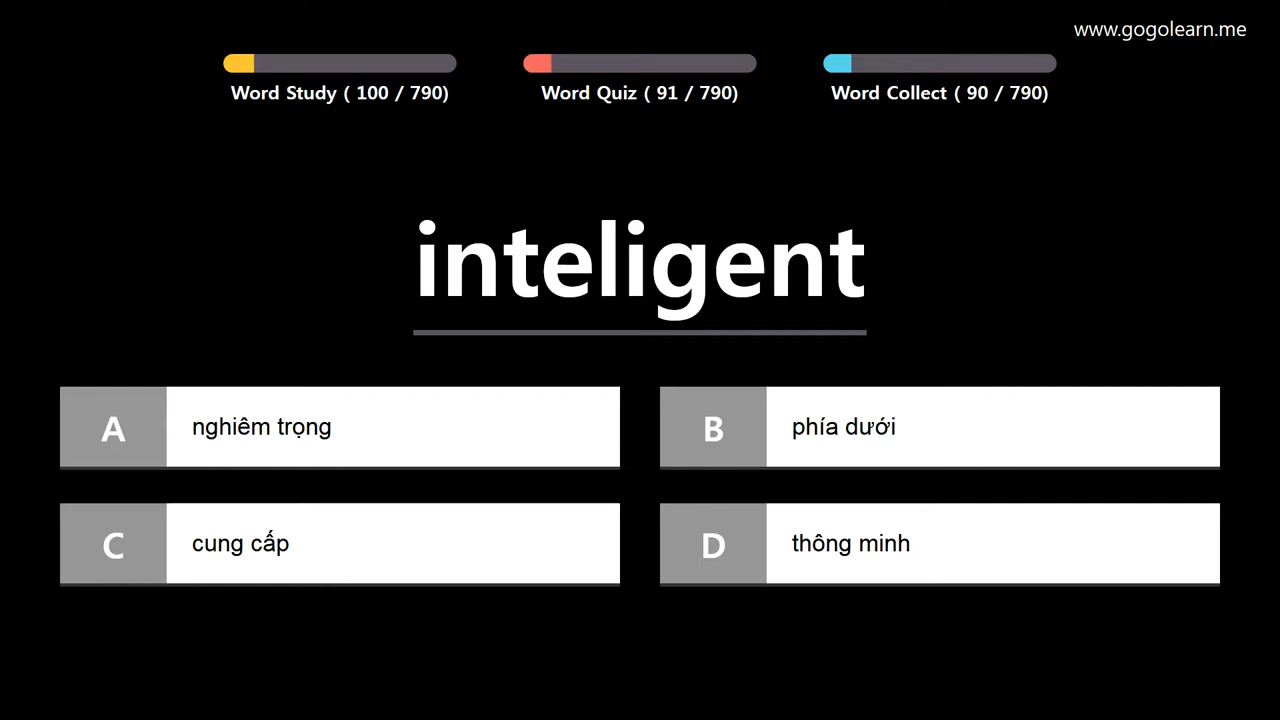 www.gogolearn.me
Word Study ( 100 / 790)
Word Quiz ( 91 / 790)
Word Collect ( 90 / 790)
inteligent
A
nghiêm trọng
B
phía dưới
C
cung cấp
D
thông minh